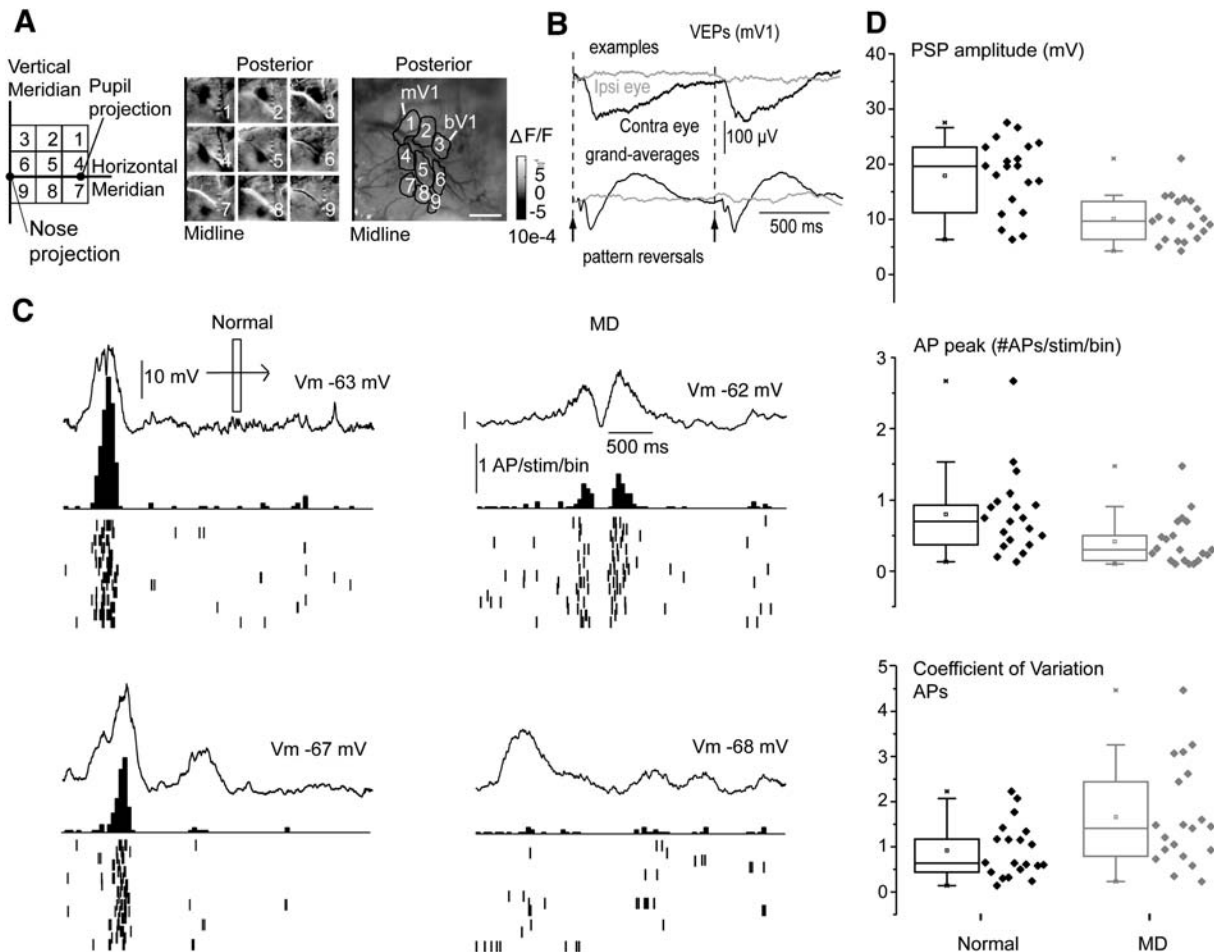 A
Vertical
Meridian
Pupil
projection
3 2 1
6 5 4
9 8 7
Horizontal
Meridian
Nose
projection
Posterior
1 2 3
4 5 6
7 8 9
Midline
Posterior
mV1
bV1
1 2 3
4 5 6
7 8 9
Midline
ΔF/F
5
0
-5
10e-4
B
VEPs (mV1)
examples
Ipsi eye
Contra eye
100 µV
grand-averages
500 ms
pattern reversals
C
Normal
10 mV
Vm -63 mV
MD
Vm -62 mV
500 ms
1 AP/stim/bin
Vm -67 mV
Vm -68 mV
D
PSP amplitude (mV)
40
30
20
10
0
AP peak (#APs/stim/bin)
3
2
1
0
Coefficient of Variation
APs
5
4
3
2
1
0
Normal
MD